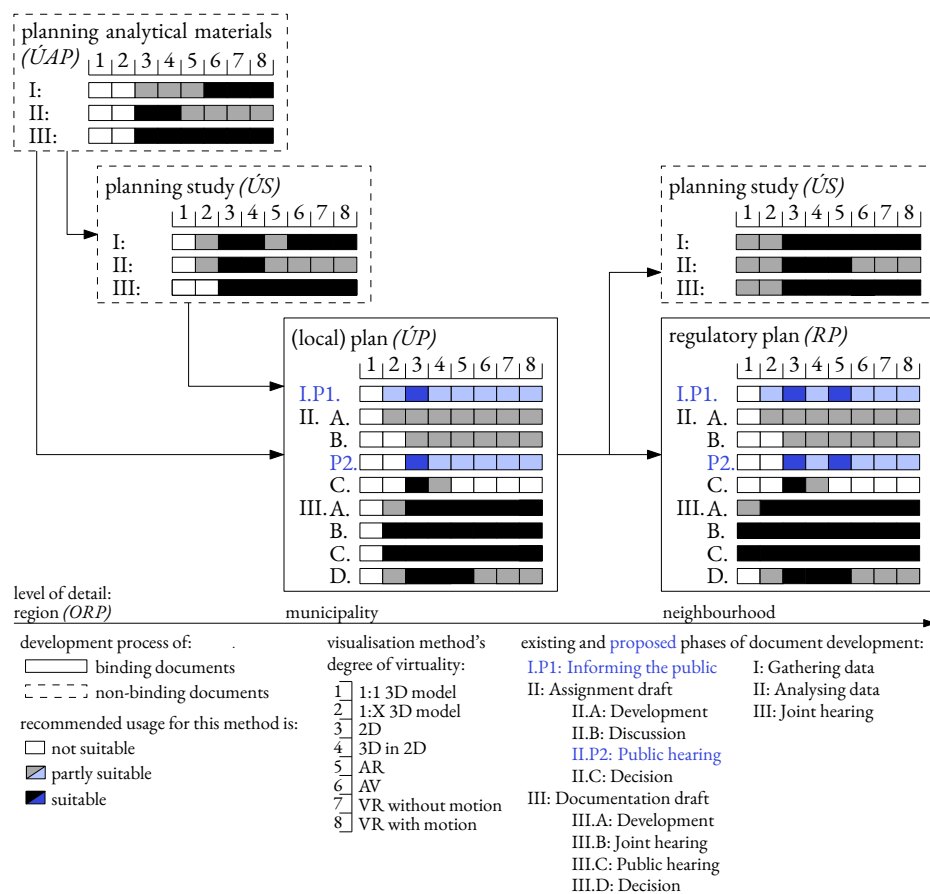 planning analytical materials
(ÚAP)
1 2 3 4 5 6 7 8
I:
II:
III:
planning study (ÚS)
1 2 3 4 5 6 7 8
I:
II:
III:
planning study (ÚS)
1 2 3 4 5 6 7 8
I:
II:
III:
(local) plan (ÚP)
1 2 3 4 5 6 7 8
I.P1.
II. A.
B.
P2.
C.
III. A.
B.
C.
D.
regulatory plan (RP)
1 2 3 4 5 6 7 8
I.P1.
II. A.
B.
P2.
C.
III. A.
B.
C.
D.
level of detail:
region (ORP)
municipality
neighbourhood
development process of:
binding documents
non-binding documents
recommended usage for this method is:
not suitable
partly suitable
suitable
visualisation method's
degree of virtuality:
1 1:1 3D model
2 1:X 3D model
3 2D
4 3D in 2D
5 AR
6 AV
7 VR without motion
8 VR with motion
existing and proposed phases of document development:
I.P1: Informing the public
II: Assignment draft
II.A: Development
II.B: Discussion
II.P2: Public hearing
II.C: Decision
III: Documentation draft
III.A: Development
III.B: Joint hearing
III.C: Public hearing
III.D: Decision
I: Gathering data
II: Analysing data
III: Joint hearing